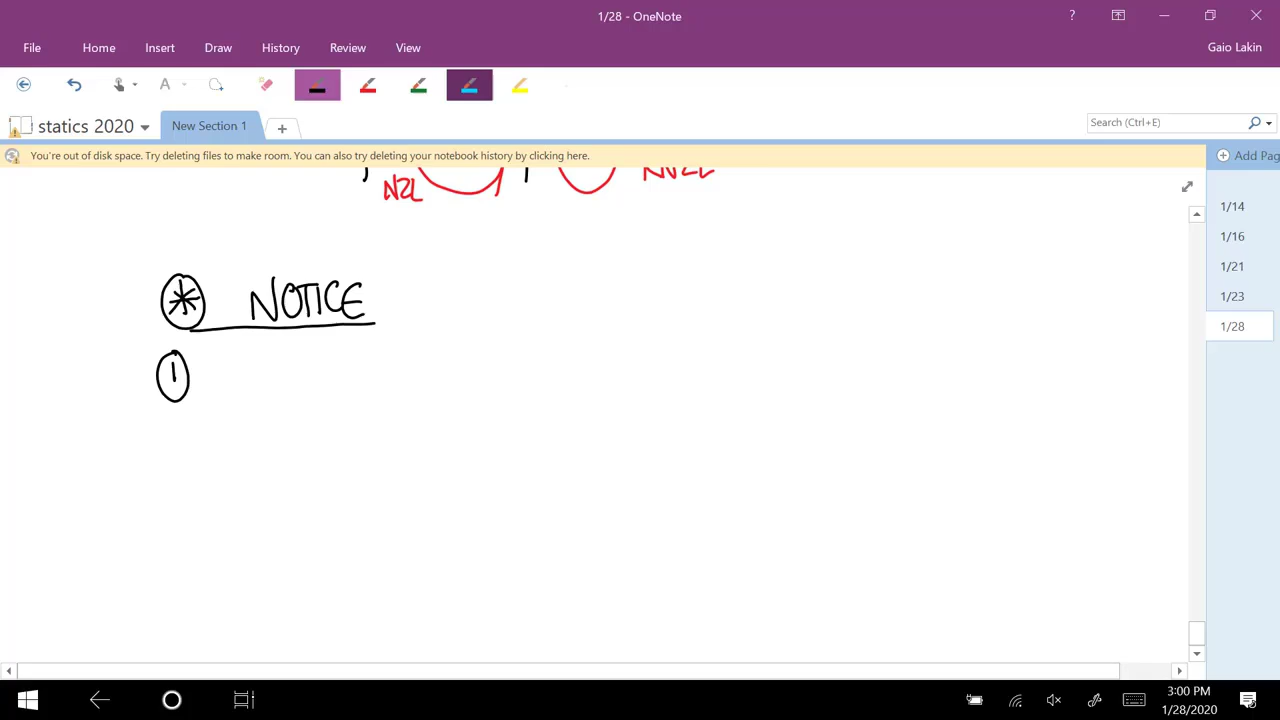 1/28 - OneNote
?
File Home Insert Draw History Review View
Gaio Lakin
A
statics 2020
New Section 1
+
Search (Ctrl+E)
You're out of disk space. Try deleting files to make room. You can also try deleting your notebook history by clicking here.
Add Pag
N2L
1/14
1/16
1/21
1/23
1/28
* NOTICE
1
3:00 PM
1/28/2020